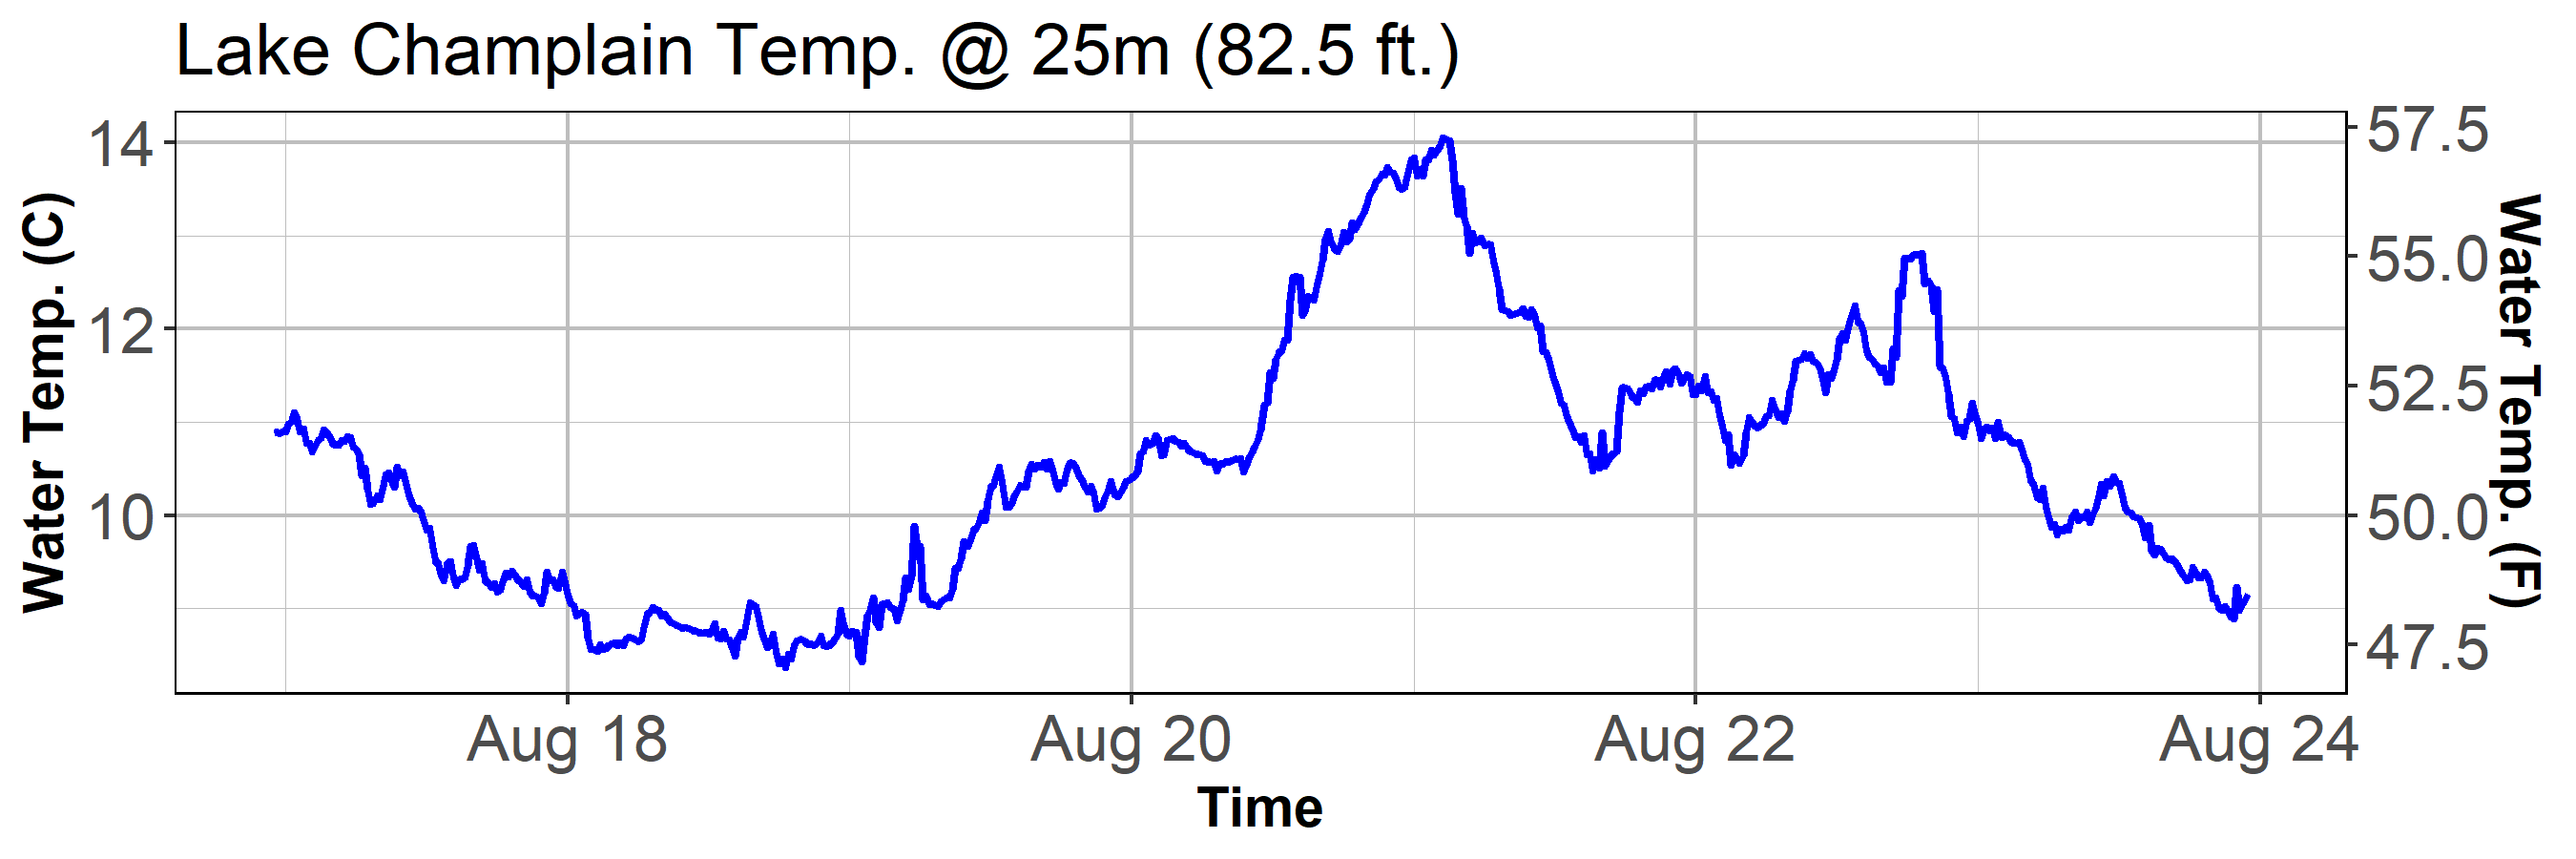 Lake Champlain Temp. @ 25m (82.5 ft.)
Water Temp. (C)
14
12
10
57.5
55.0
52.5
50.0
47.5
Water Temp. (F)
Aug 18
Aug 20
Aug 22
Aug 24
Time